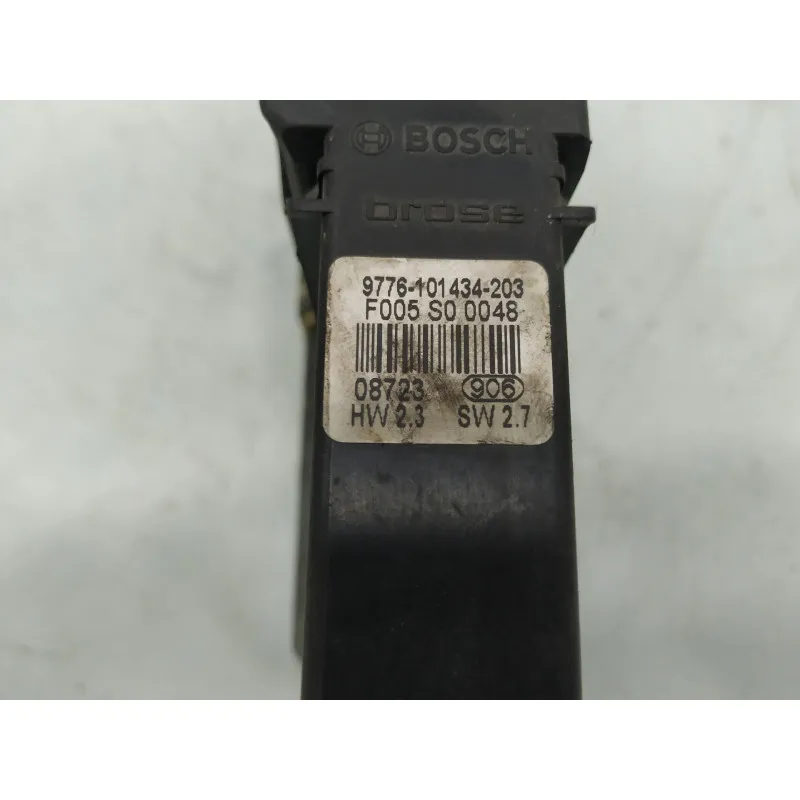 BOSCH
brose
9776-101434-203
F005 S0 0048
08723 906
HW 2.3 SW 2.7